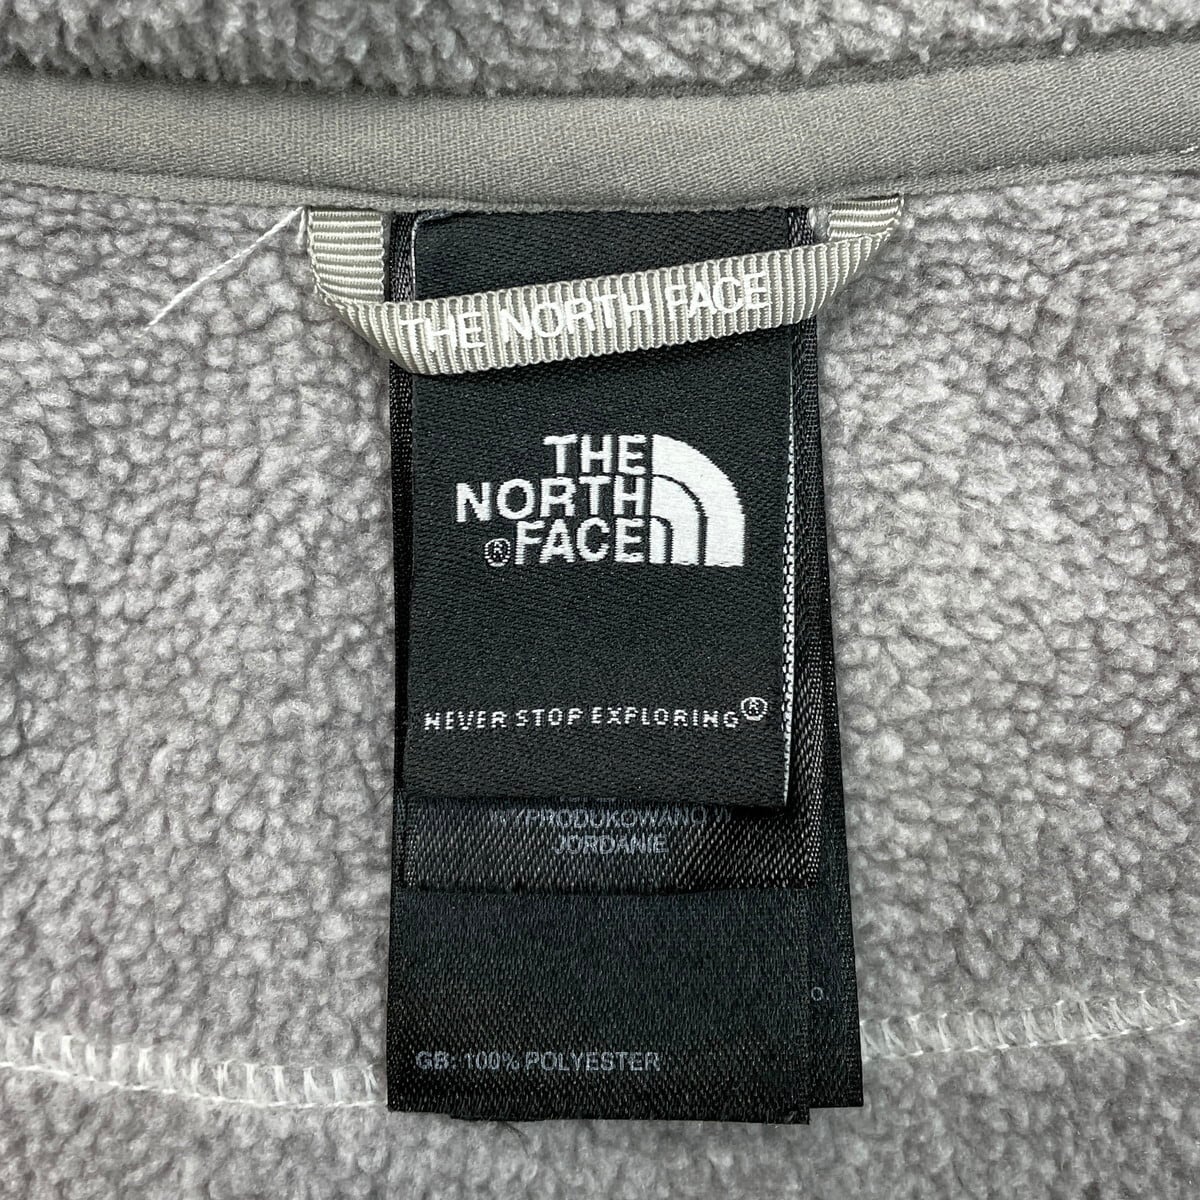 THE NORTH FACE
THE
NORTH
®FACE
NEVER STOP EXPLORING®
WYPRODUKOWANO W
JORDANIE
o.
GB: 100% POLYESTER